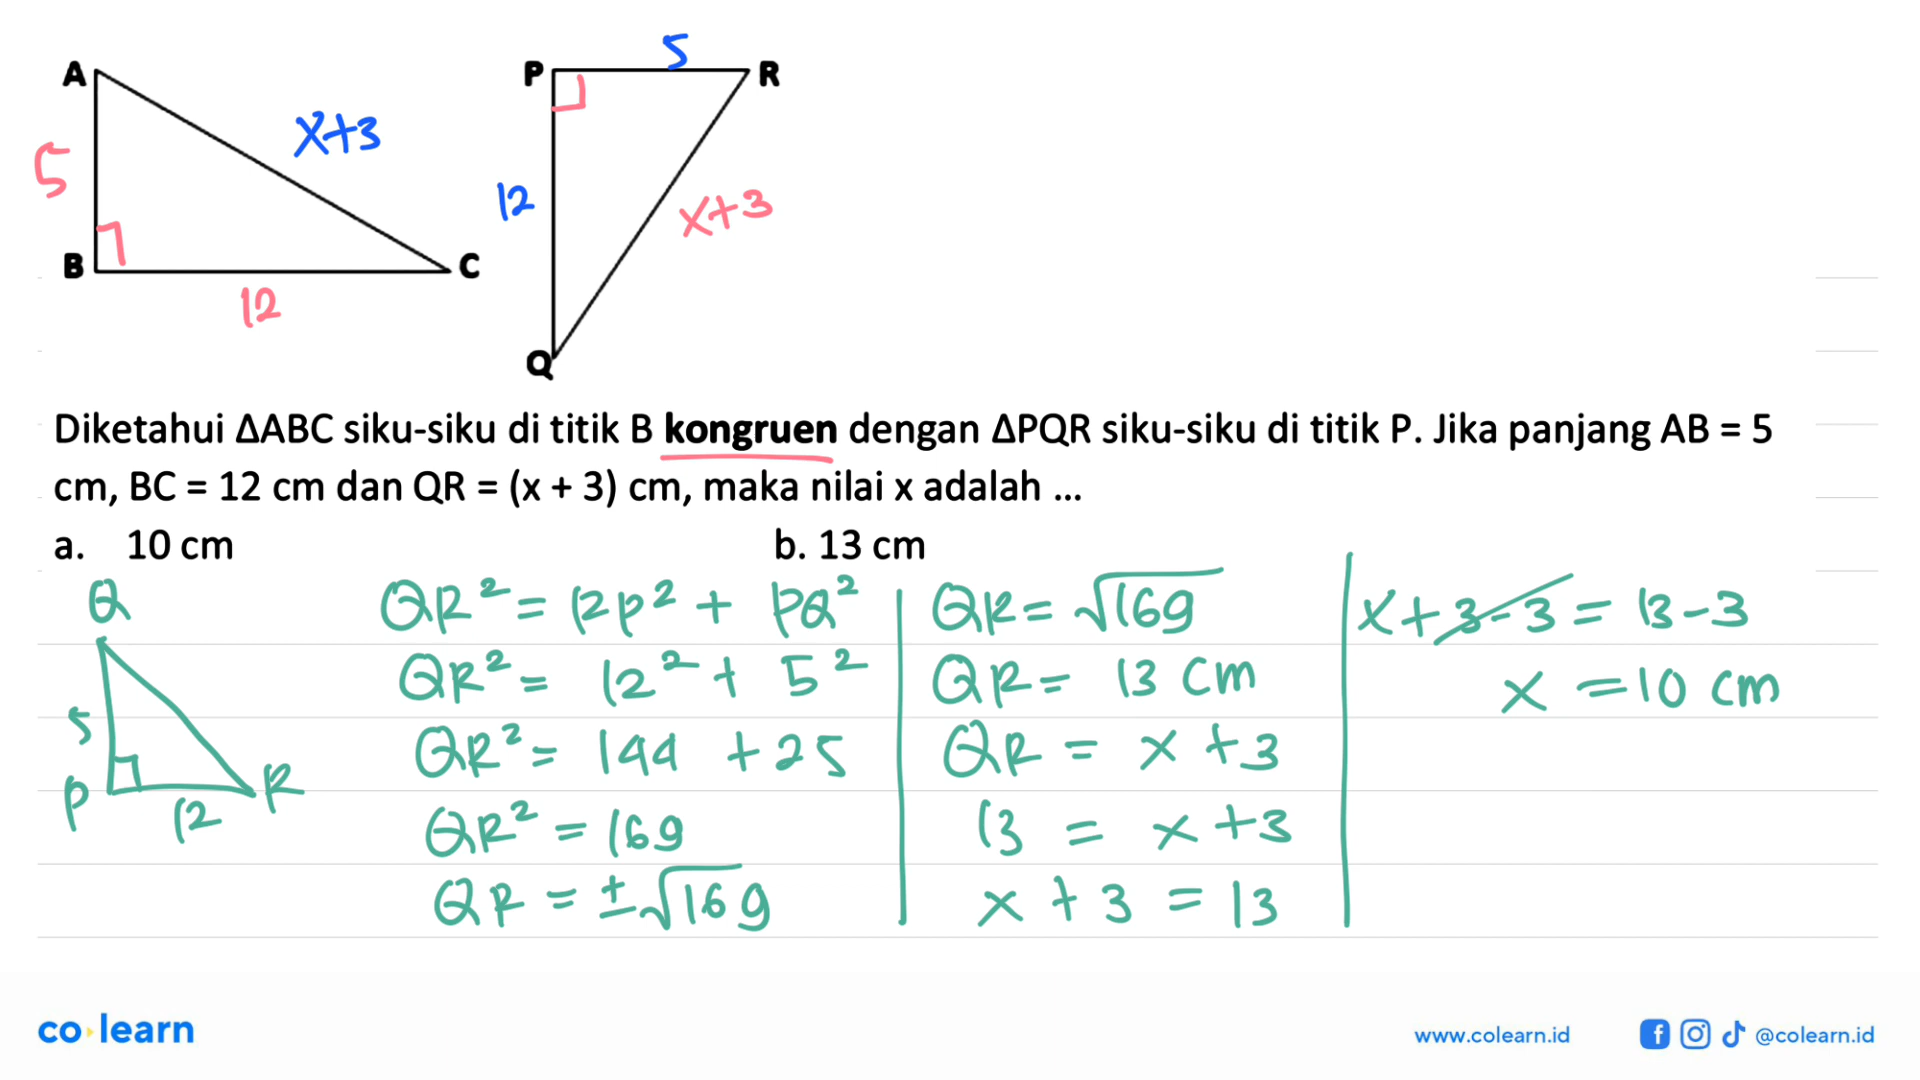 A
5
B
12
C
x+3
P
5
R
12
x+3
Q
Diketahui ΔABC siku-siku di titik B kongruen dengan ΔPQR siku-siku di titik P. Jika panjang AB = 5
cm, BC = 12 cm dan QR = (x + 3) cm, maka nilai x adalah ...
a. 10 cm b. 13 cm
Q
5
P
12
R
QR² = RP² + PQ²
QR² = 12² + 5²
QR² = 144 + 25
QR² = 169
QR = ±√169
QR = √169
QR = 13 cm
QR = x + 3
13 = x + 3
x + 3 = 13
x + 3 - 3 = 13 - 3
x = 10 cm
co learn
www.colearn.id
@colearn.id